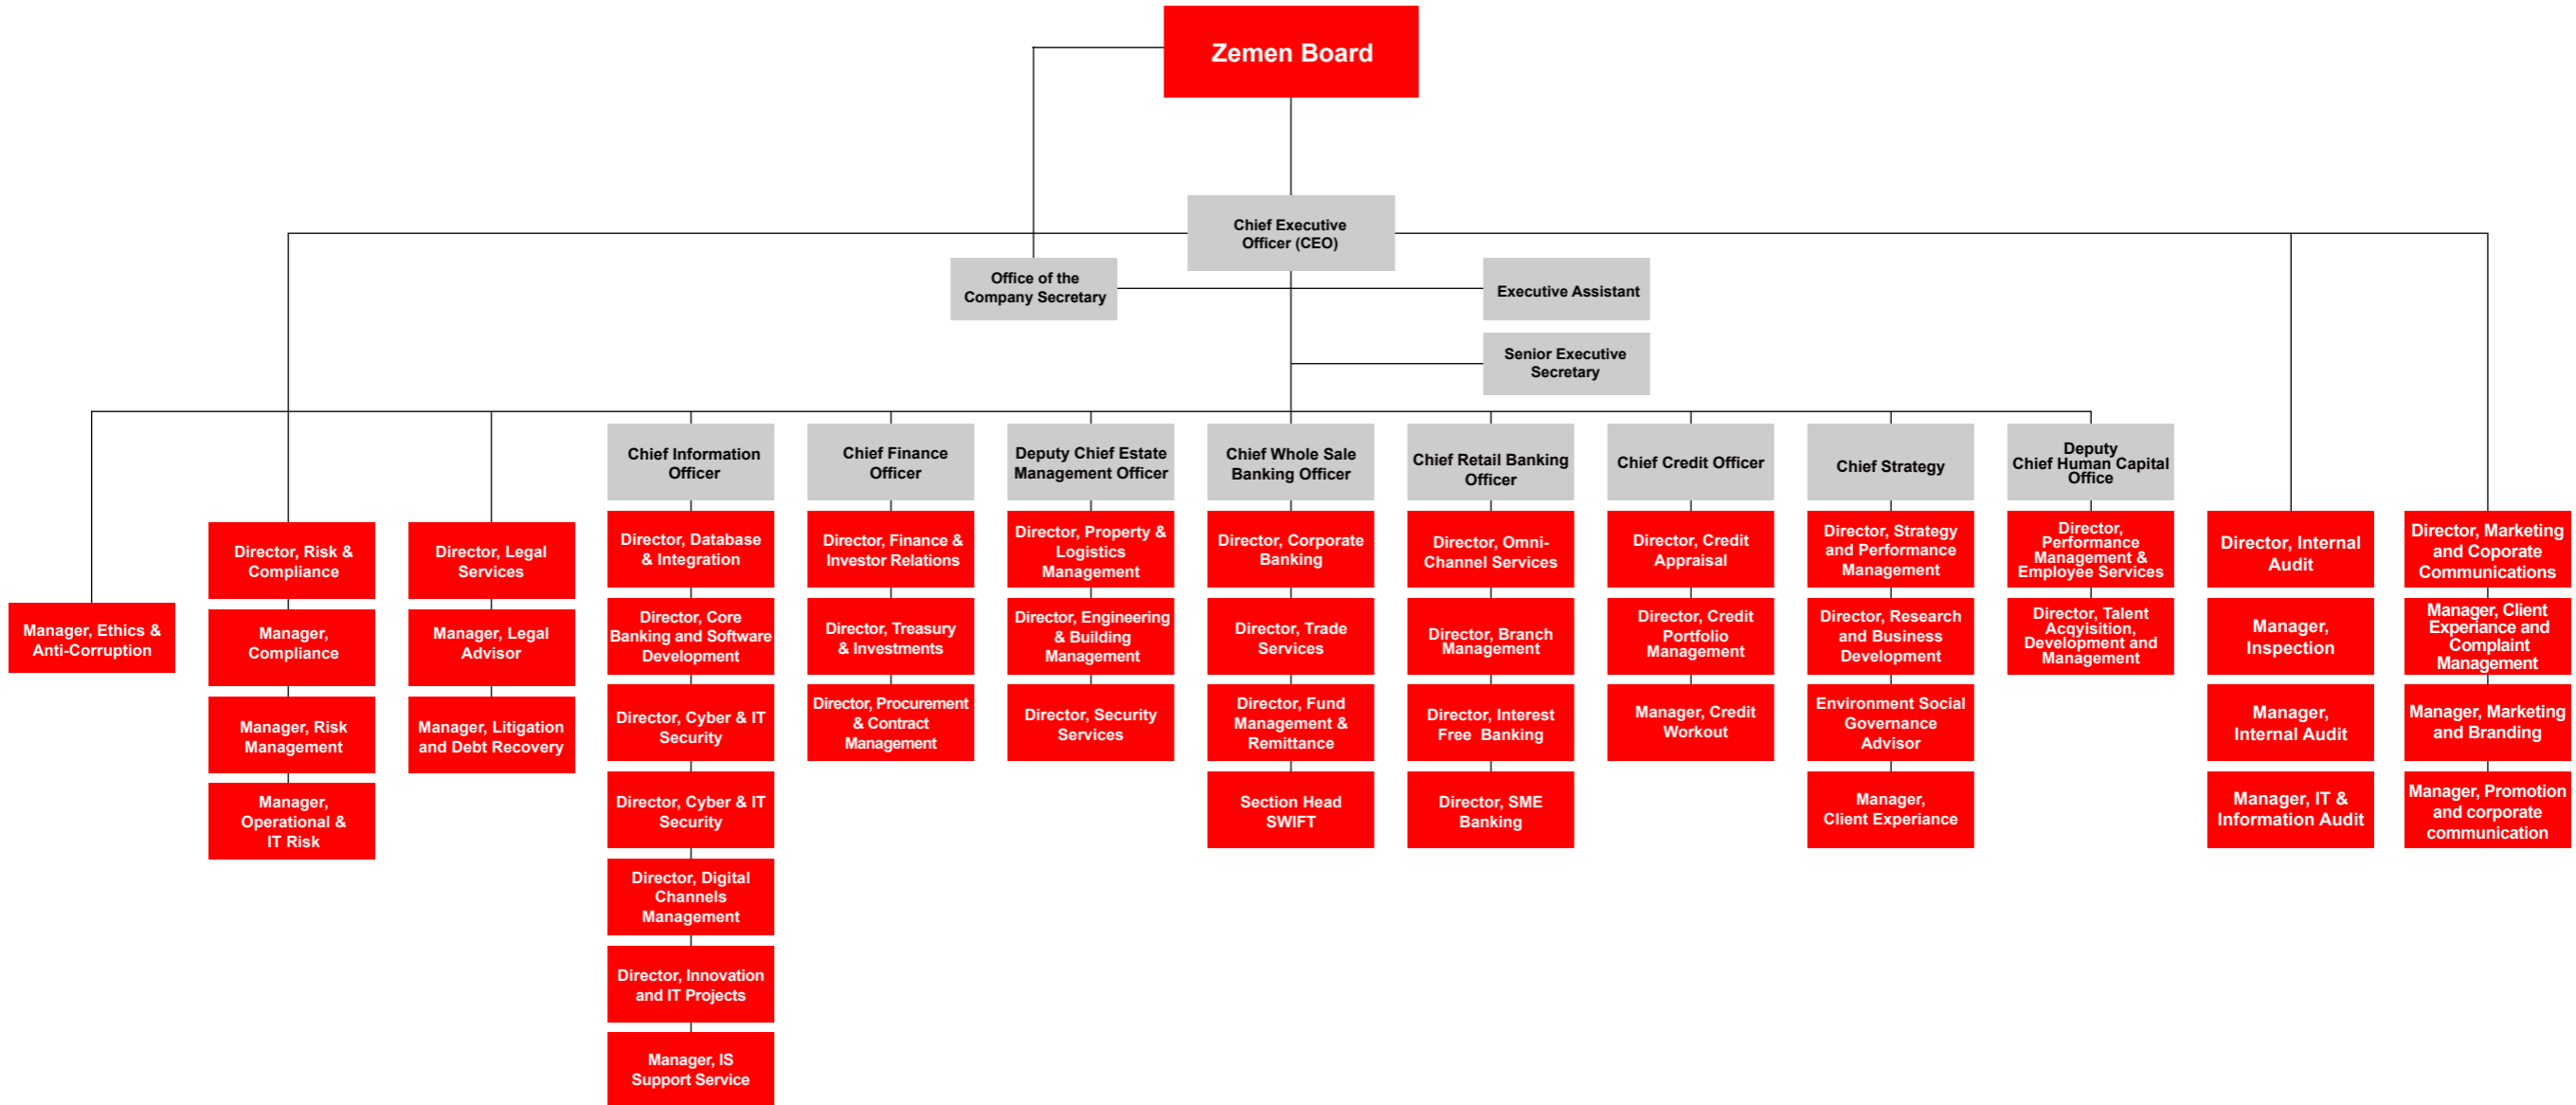 Zemen Board
Chief Executive
Officer (CEO)
Office of the
Company Secretary
Executive Assistant
Senior Executive
Secretary
Manager, Ethics &
Anti-Corruption
Director, Risk &
Compliance
Manager,
Compliance
Manager, Risk
Management
Manager,
Operational &
IT Risk
Director, Legal
Services
Manager, Legal
Advisor
Manager, Litigation
and Debt Recovery
Chief Information
Officer
Director, Database
& Integration
Director, Core
Banking and Software
Development
Director, Cyber & IT
Security
Director, Cyber & IT
Security
Director, Digital
Channels
Management
Director, Innovation
and IT Projects
Manager, IS
Support Service
Chief Finance
Officer
Director, Finance &
Investor Relations
Director, Treasury
& Investments
Director, Procurement
& Contract
Management
Deputy Chief Estate
Management Officer
Director, Property &
Logistics
Management
Director, Engineering
& Building
Management
Director, Security
Services
Chief Whole Sale
Banking Officer
Director, Corporate
Banking
Director, Trade
Services
Director, Fund
Management &
Remittance
Section Head
SWIFT
Chief Retail Banking
Officer
Director, Omni-
Channel Services
Director, Branch
Management
Director, Interest
Free Banking
Director, SME
Banking
Chief Credit Officer
Director, Credit
Appraisal
Director, Credit
Portfolio
Management
Manager, Credit
Workout
Chief Strategy
Director, Strategy
and Performance
Management
Director, Research
and Business
Development
Environment Social
Governance
Advisor
Manager,
Client Experiance
Deputy
Chief Human Capital
Office
Director,
Performance
Management &
Employee Services
Director, Talent
Acqyisition,
Development and
Management
Director, Internal
Audit
Manager,
Inspection
Manager,
Internal Audit
Manager, IT &
Information Audit
Director, Marketing
and Coporate
Communications
Manager, Client
Experiance and
Complaint
Management
Manager, Marketing
and Branding
Manager, Promotion
and corporate
communication